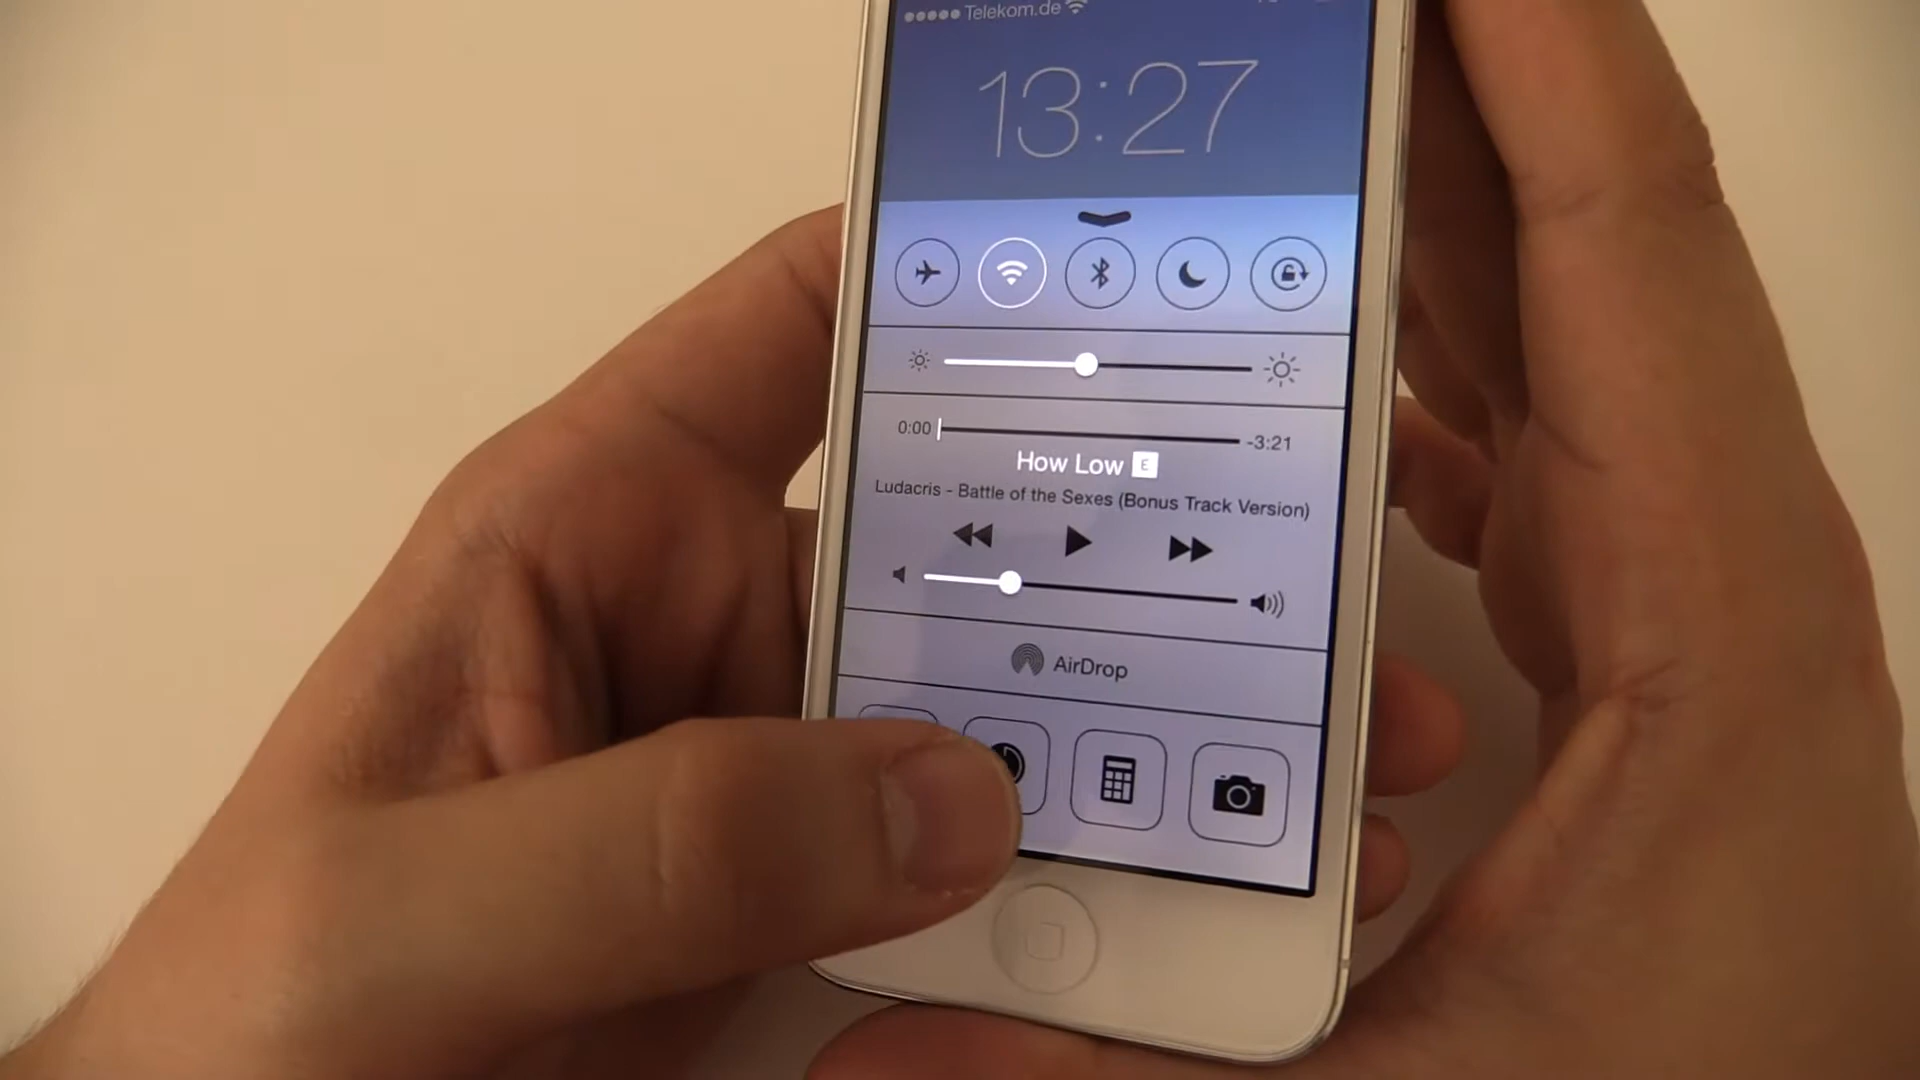 Telekom.de
13:27
0:00 -3:21
How Low E
Ludacris - Battle of the Sexes (Bonus Track Version)
AirDrop